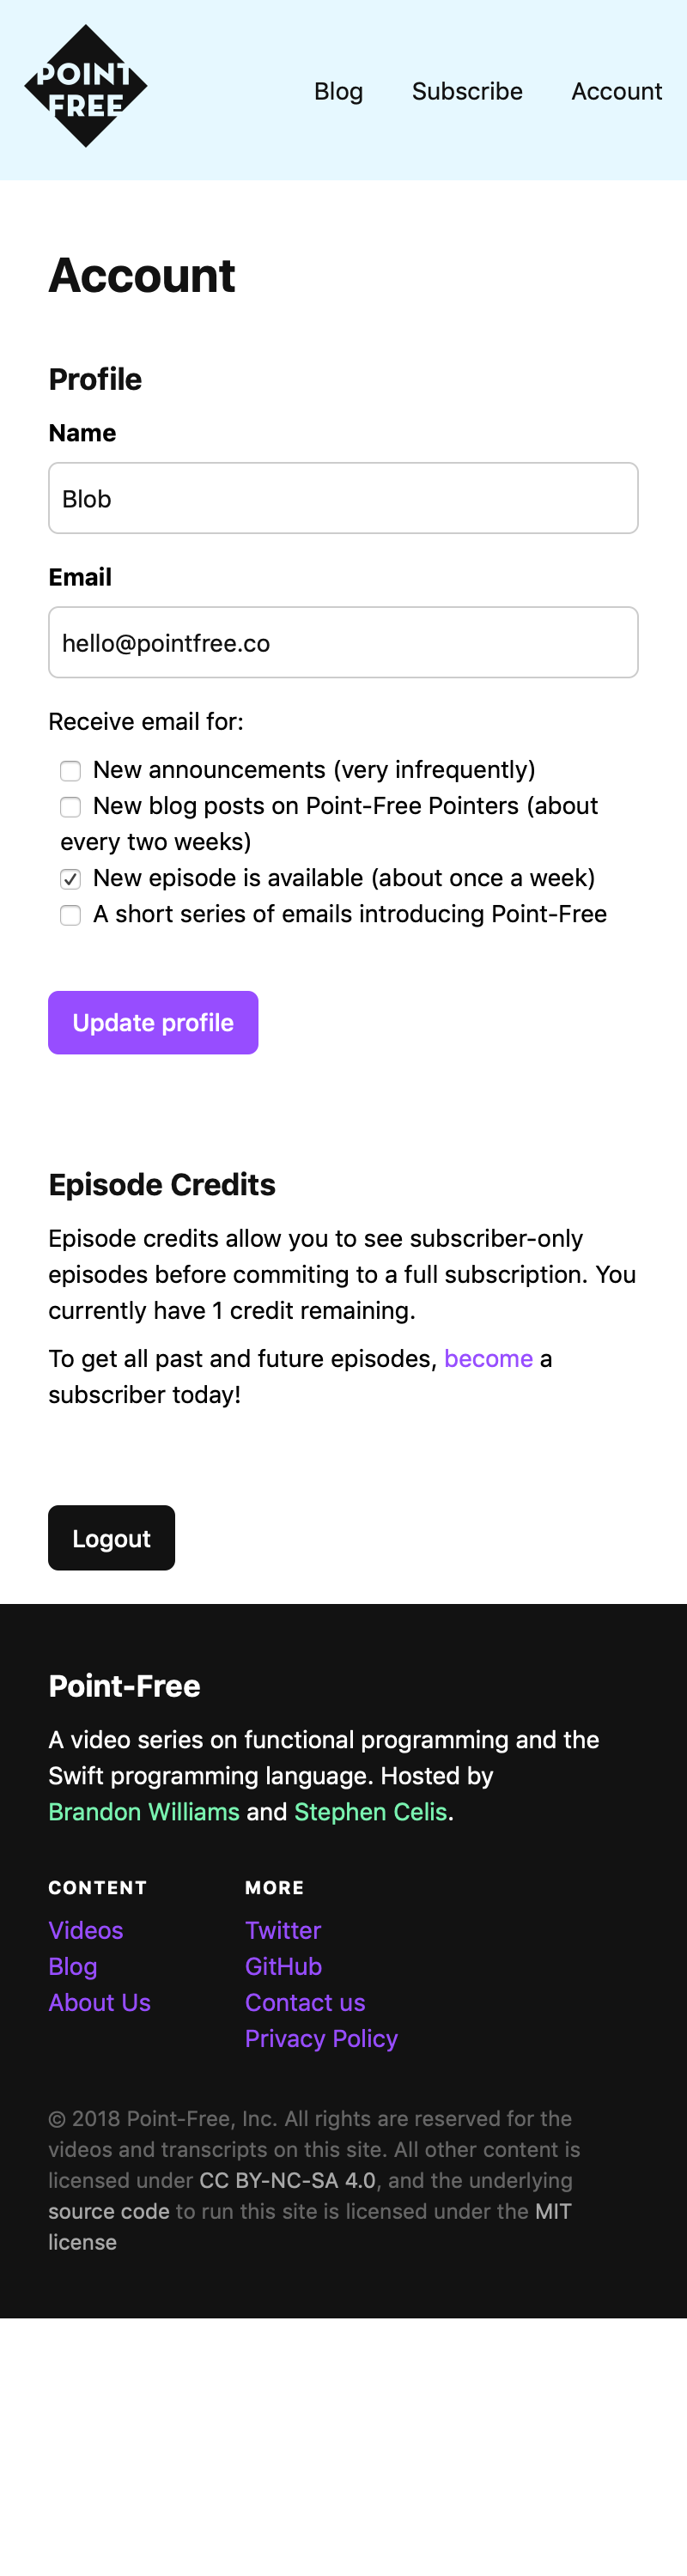 POINT
FREE
Blog Subscribe Account
Account
Profile
Name
Blob
Email
hello@pointfree.co
Receive email for:
New announcements (very infrequently)
New blog posts on Point-Free Pointers (about
every two weeks)
New episode is available (about once a week)
A short series of emails introducing Point-Free
Update profile
Episode Credits
Episode credits allow you to see subscriber-only
episodes before commiting to a full subscription. You
currently have 1 credit remaining.
To get all past and future episodes, become a
subscriber today!
Logout
Point-Free
A video series on functional programming and the
Swift programming language. Hosted by
Brandon Williams and Stephen Celis.
CONTENT
Videos
Blog
About Us
MORE
Twitter
GitHub
Contact us
Privacy Policy
© 2018 Point-Free, Inc. All rights are reserved for the
videos and transcripts on this site. All other content is
licensed under CC BY-NC-SA 4.0, and the underlying
source code to run this site is licensed under the MIT
license